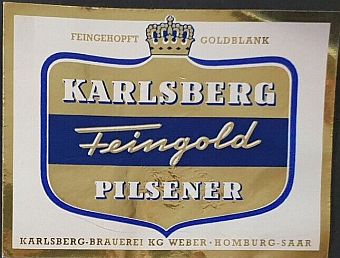 FEINGEHOPFT GOLDBLANK
KARLSBERG
Feingold
PILSENER
KARLSBERG-BRAUEREI KG WEBER · HOMBURG-SAAR